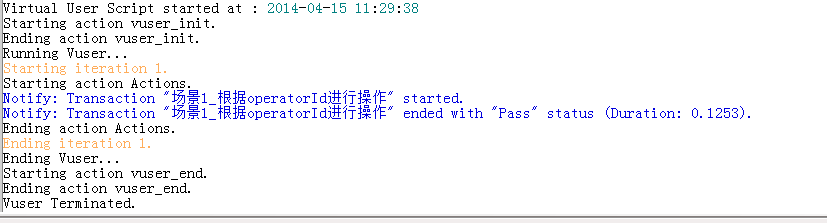 Virtual User Script started at : 2014-04-15 11:29:38
Starting action vuser_init.
Ending action vuser_init.
Running Vuser...
Starting iteration 1.
Starting action Actions.
Notify: Transaction "场景1_根据operatorId进行操作" started.
Notify: Transaction "场景1_根据operatorId进行操作" ended with "Pass" status (Duration: 0.1253).
Ending action Actions.
Ending iteration 1.
Ending Vuser...
Starting action vuser_end.
Ending action vuser_end.
Vuser Terminated.